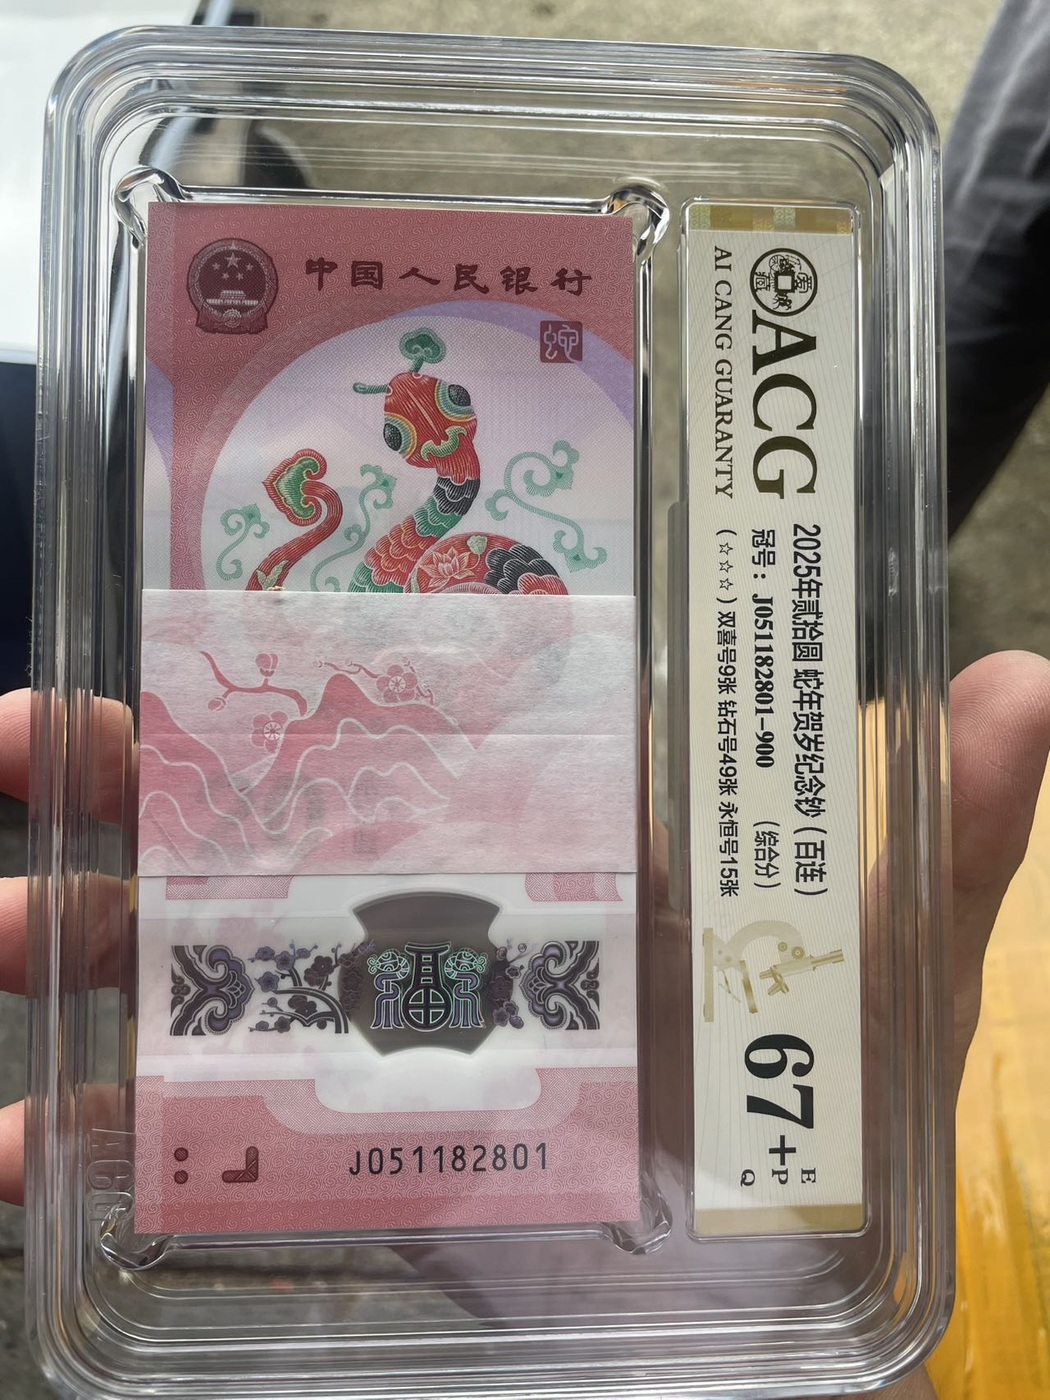 中国人民银行
蛇
福
J051182801
ACG
AI CANG GUARANTY
2025年贰拾圆 蛇年贺岁纪念钞（百连）
冠号：J051182801-900 （综合分）
（☆☆☆）双喜号9张 钻石号49张 永恒号15张
67+
E
P
Q